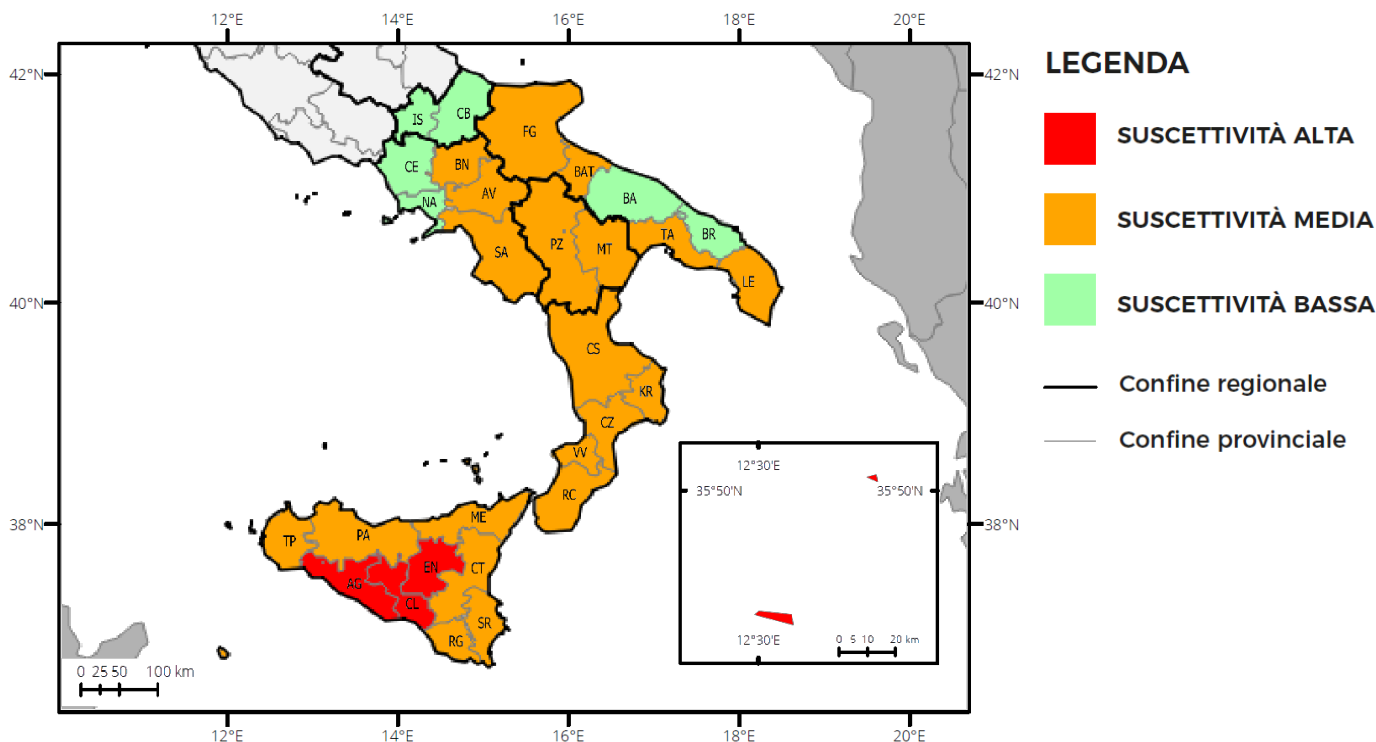 12°E 14°E 16°E 18°E 20°E
42°N 42°N
LEGENDA
SUSCETTIVITÀ ALTA
SUSCETTIVITÀ MEDIA
SUSCETTIVITÀ BASSA
Confine regionale
Confine provinciale
IS CB FG
CE BN BAT
NA AV BA
SA PZ MT TA BR
LE
40°N 40°N
CS
KR
CZ
VV
RC
38°N 38°N
TP PA ME
AG EN CT
CL
RG SR
12°30'E
35°50'N 35°50'N
12°30'E
0 5 10 20 km
0 25 50 100 km
12°E 14°E 16°E 18°E 20°E